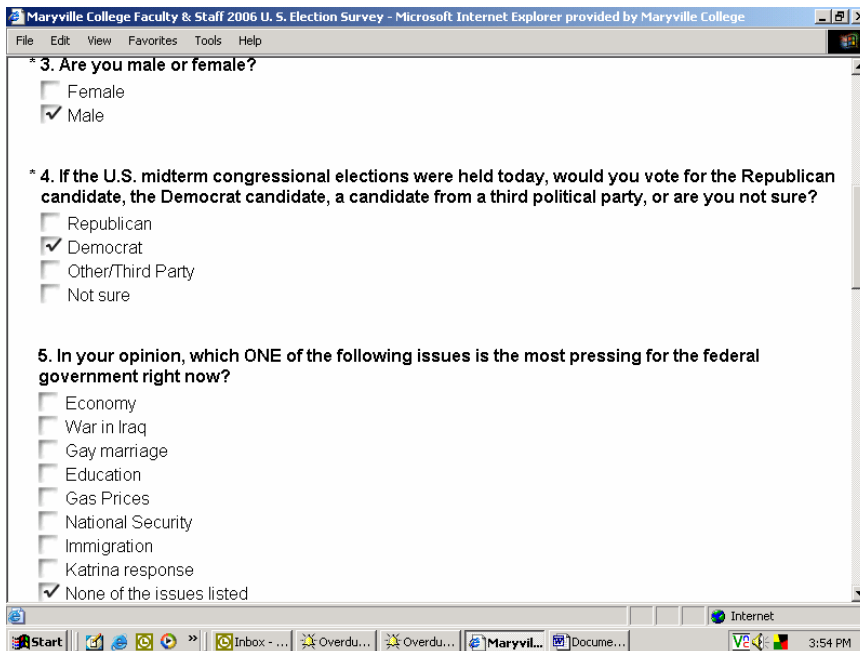 Maryville College Faculty & Staff 2006 U. S. Election Survey - Microsoft Internet Explorer provided by Maryville College
File Edit View Favorites Tools Help
* 3. Are you male or female?
Female
Male
* 4. If the U.S. midterm congressional elections were held today, would you vote for the Republican
candidate, the Democrat candidate, a candidate from a third political party, or are you not sure?
Republican
Democrat
Other/Third Party
Not sure
5. In your opinion, which ONE of the following issues is the most pressing for the federal
government right now?
Economy
War in Iraq
Gay marriage
Education
Gas Prices
National Security
Immigration
Katrina response
None of the issues listed
Internet
Start » Inbox - ... Overdu... Overdu... Maryvil... Docume... 3:54 PM